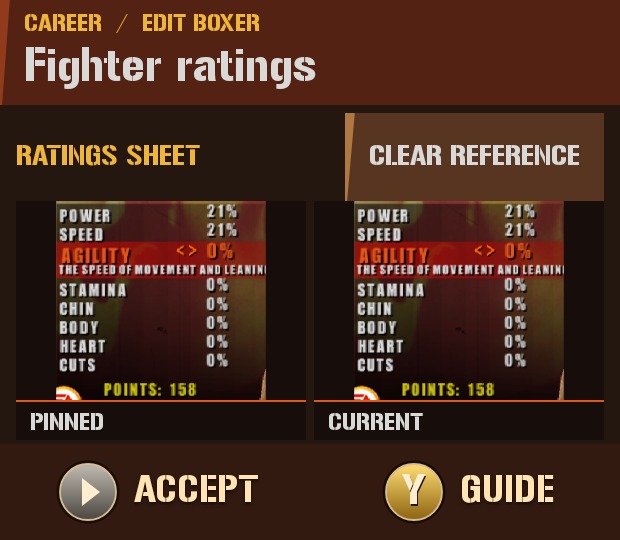 CAREER / EDIT BOXER
Fighter ratings
RATINGS SHEET
CLEAR REFERENCE
POWER 21%
SPEED 21%
AGILITY <> 0%
THE SPEED OF MOVEMENT AND LEANIN
STAMINA 0%
CHIN 0%
BODY 0%
HEART 0%
CUTS 0%
POINTS: 158
PINNED
POWER 21%
SPEED 21%
AGILITY <> 0%
THE SPEED OF MOVEMENT AND LEANIN
STAMINA 0%
CHIN 0%
BODY 0%
HEART 0%
CUTS 0%
POINTS: 158
CURRENT
ACCEPT
Y GUIDE